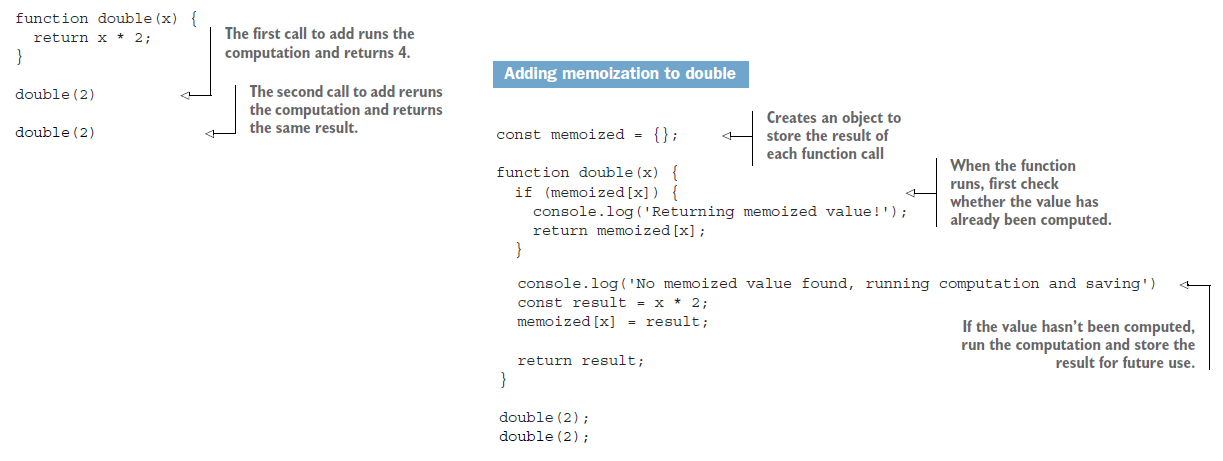 function double(x) {
  return x * 2;
}
The first call to add runs the
computation and returns 4.
double(2)
The second call to add reruns
the computation and returns
the same result.
double(2)
Adding memoization to double
const memoized = {};
Creates an object to
store the result of
each function call
function double(x) {
  if (memoized[x]) {
    console.log('Returning memoized value!');
    return memoized[x];
  }
When the function
runs, first check
whether the value has
already been computed.
  console.log('No memoized value found, running computation and saving')
  const result = x * 2;
  memoized[x] = result;
If the value hasn’t been computed,
run the computation and store the
result for future use.
  return result;
}
double(2);
double(2);